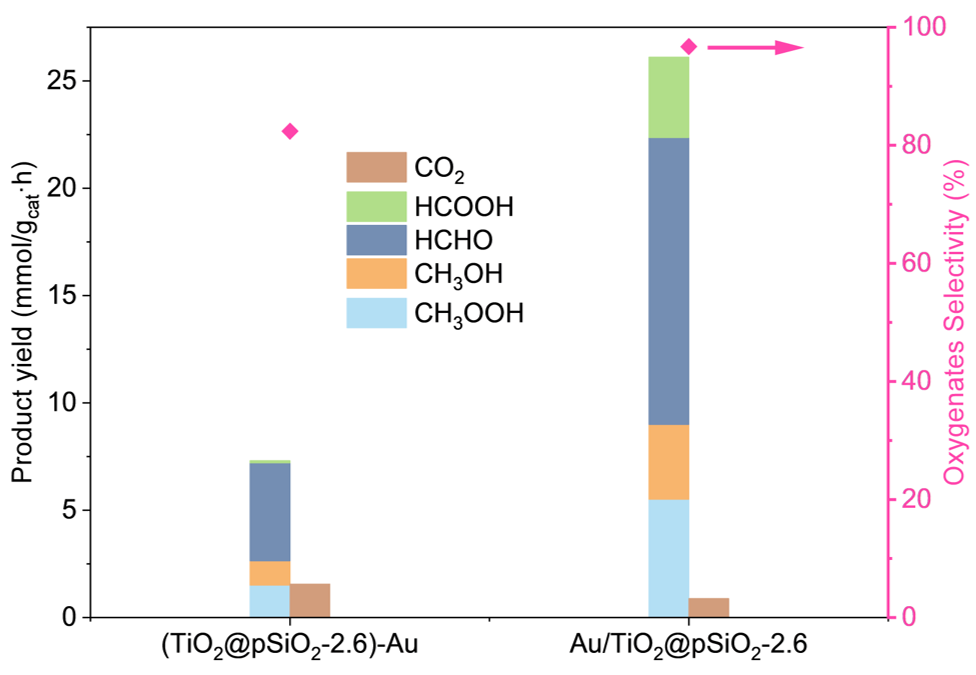 Product yield (mmol/g_cat·h)
25
20
15
10
5
0
CO₂
HCOOH
HCHO
CH₃OH
CH₃OOH
100
80
60
40
20
0
Oxygenates Selectivity (%)
(TiO₂@pSiO₂-2.6)-Au
Au/TiO₂@pSiO₂-2.6